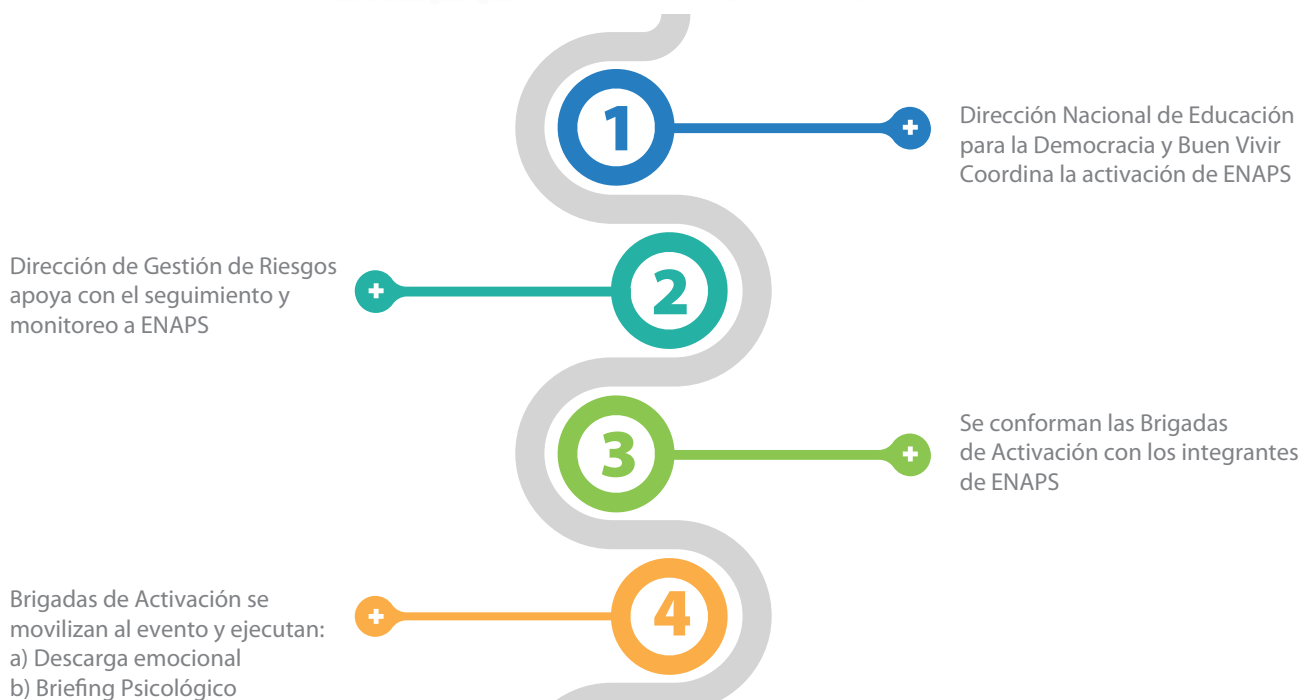 1
Dirección Nacional de Educación
para la Democracia y Buen Vivir
Coordina la activación de ENAPS
Dirección de Gestión de Riesgos
apoya con el seguimiento y
monitoreo a ENAPS
2
3
Se conforman las Brigadas
de Activación con los integrantes
de ENAPS
Brigadas de Activación se
movilizan al evento y ejecutan:
a) Descarga emocional
b) Briefing Psicológico
4